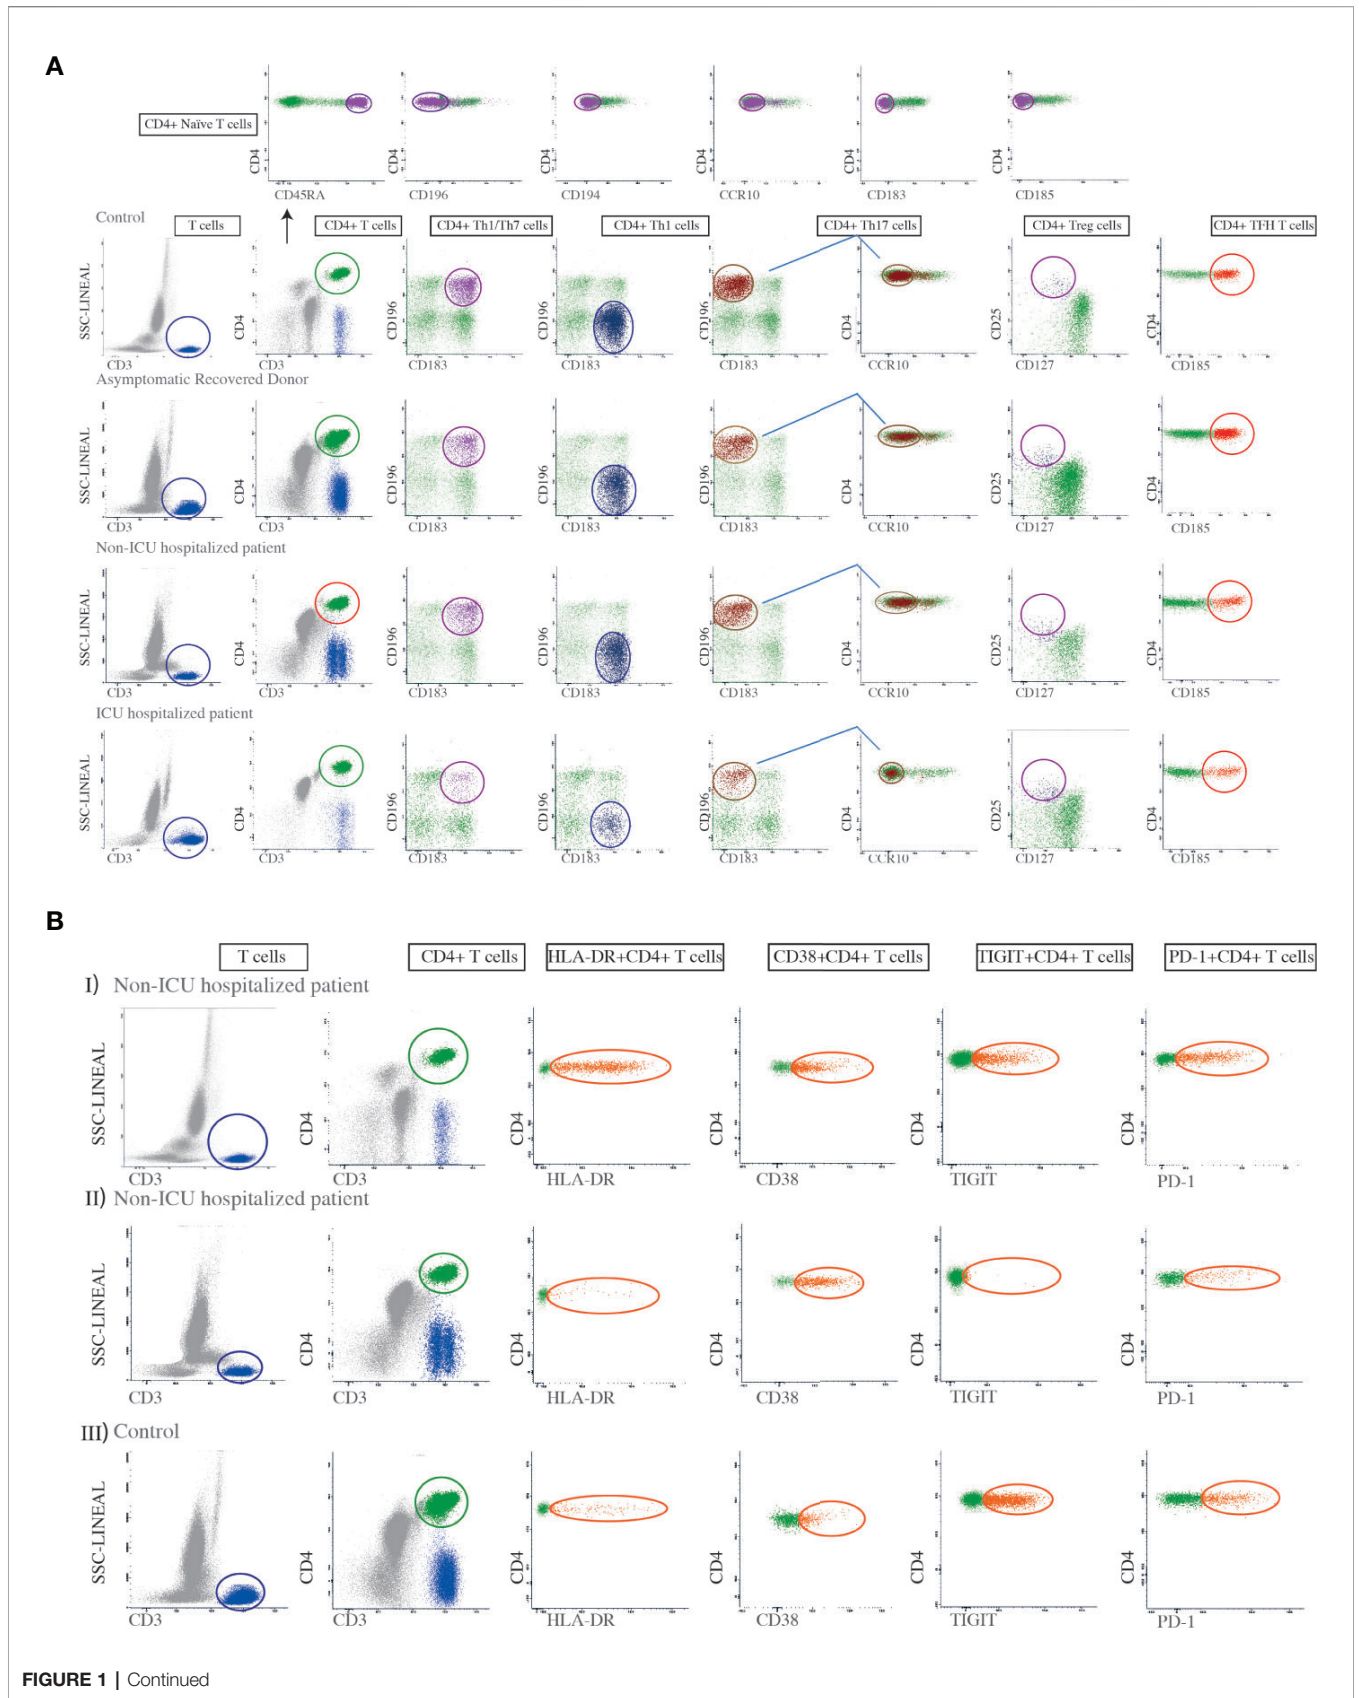 A
CD4+ Naïve T cells
CD4 CD4 CD4 CD4 CD4 CD4
CD45RA CD196 CD194 CCR10 CD183 CD185
Control
T cells CD4+ T cells CD4+ Th1/Th7 cells CD4+ Th1 cells CD4+ Th17 cells CD4+ Treg cells CD4+ TFH T
SSC-LINEAL CD4 CD196 CD196 CD196 CD4 CD25 CD4
CD3 CD3 CD183 CD183 CD183 CCR10 CD127 CD185
Asymptomatic Recovered Donor
SSC-LINEAL CD4 CD196 CD196 CD196 CD4 CD25 CD4
CD3 CD3 CD183 CD183 CD183 CCR10 CD127 CD185
Non-ICU hospitalized patient
SSC-LINEAL CD4 CD196 CD196 CD196 CD4 CD25 CD4
CD3 CD3 CD183 CD183 CD183 CCR10 CD127 CD185
ICU hospitalized patient
SSC-LINEAL CD4 CD196 CD196 CD196 CD4 CD25 CD4
CD3 CD3 CD183 CD183 CD183 CCR10 CD127 CD185
B
T cells CD4+ T cells HLA-DR+CD4+ T cells CD38+CD4+ T cells TIGIT+CD4+ T cells PD-1+CD4+ T cells
I) Non-ICU hospitalized patient
SSC-LINEAL CD4 CD4 CD4 CD4 CD4
CD3 CD3 HLA-DR CD38 TIGIT PD-1
II) Non-ICU hospitalized patient
SSC-LINEAL CD4 CD4 CD4 CD4 CD4
CD3 CD3 HLA-DR CD38 TIGIT PD-1
III) Control
SSC-LINEAL CD4 CD4 CD4 CD4 CD4
CD3 CD3 HLA-DR CD38 TIGIT PD-1
FIGURE 1 | Continued